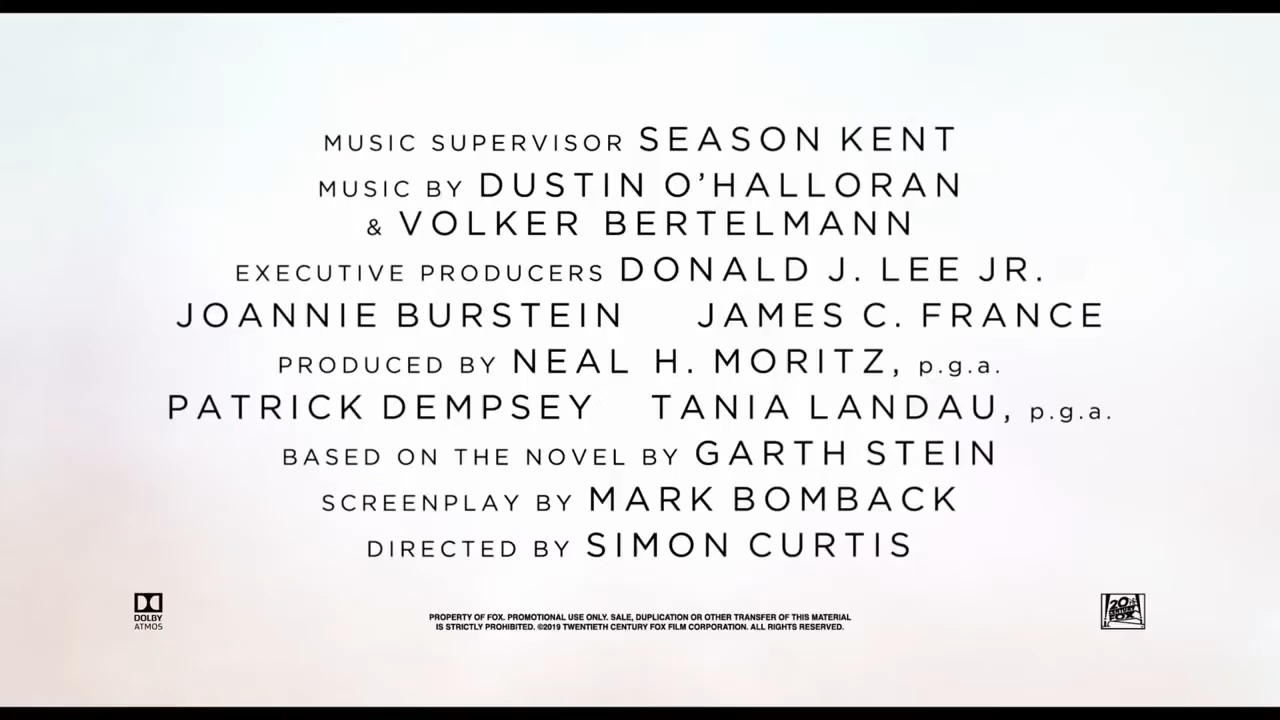 MUSIC SUPERVISOR SEASON KENT
MUSIC BY DUSTIN O'HALLORAN
& VOLKER BERTELMANN
EXECUTIVE PRODUCERS DONALD J. LEE JR.
JOANNIE BURSTEIN JAMES C. FRANCE
PRODUCED BY NEAL H. MORITZ, p.g.a.
PATRICK DEMPSEY TANIA LANDAU, p.g.a.
BASED ON THE NOVEL BY GARTH STEIN
SCREENPLAY BY MARK BOMBACK
DIRECTED BY SIMON CURTIS
DOLBY
ATMOS
PROPERTY OF FOX. PROMOTIONAL USE ONLY. SALE, DUPLICATION OR OTHER TRANSFER OF THIS MATERIAL
IS STRICTLY PROHIBITED. ©2019 TWENTIETH CENTURY FOX FILM CORPORATION. ALL RIGHTS RESERVED.
20th
CENTURY
FOX